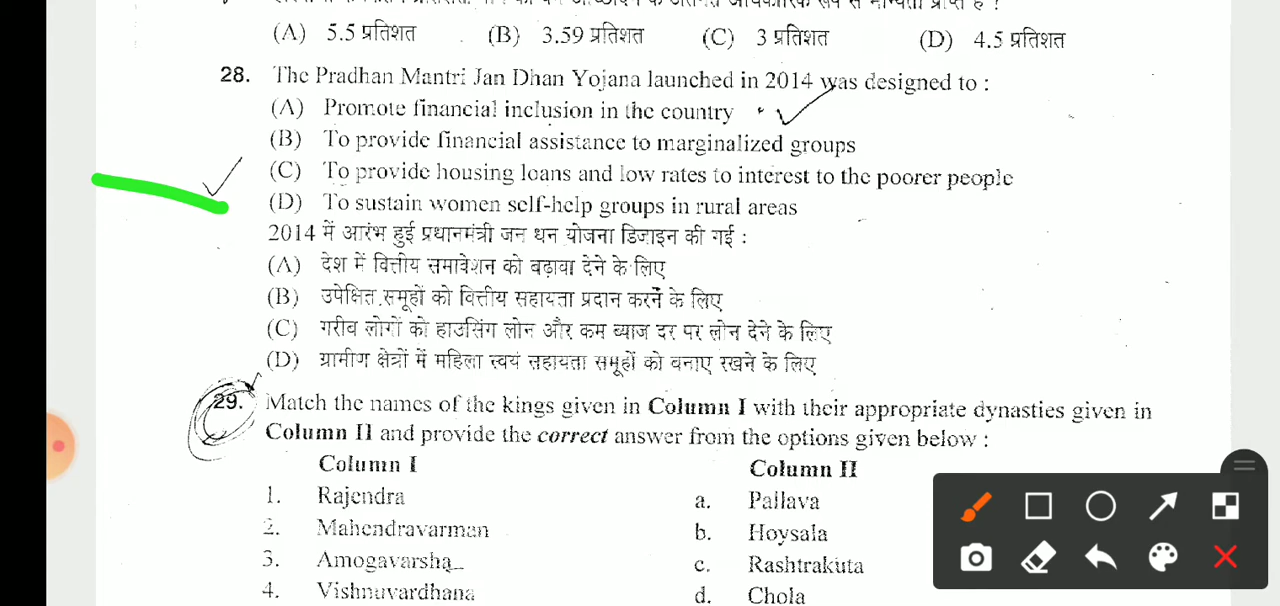 (A) 5.5 प्रतिशत (B) 3.59 प्रतिशत (C) 3 प्रतिशत (D) 4.5 प्रतिशत
28. The Pradhan Mantri Jan Dhan Yojana launched in 2014 was designed to :
(A) Promote financial inclusion in the country
(B) To provide financial assistance to marginalized groups
(C) To provide housing loans and low rates to interest to the poorer people
(D) To sustain women self-help groups in rural areas
2014 में आरंभ हुई प्रधानमंत्री जन धन योजना डिजाइन की गई :
(A) देश में वित्तीय समावेशन को बढ़ावा देने के लिए
(B) उपेक्षित समूहों को वित्तीय सहायता प्रदान करने के लिए
(C) गरीव लोगों को हाउसिंग लोन और कम ब्याज दर पर लोन देने के लिए
(D) ग्रामीण क्षेत्रों में महिला स्वयं सहायता समूहों को बनाए रखने के लिए
29. Match the names of the kings given in Column I with their appropriate dynasties given in
Column II and provide the correct answer from the options given below :
Column I Column II
1. Rajendra a. Pallava
2. Mahendravarman b. Hoysala
3. Amogavarsha c. Rashtrakuta
4. Vishnuvardhana d. Chola